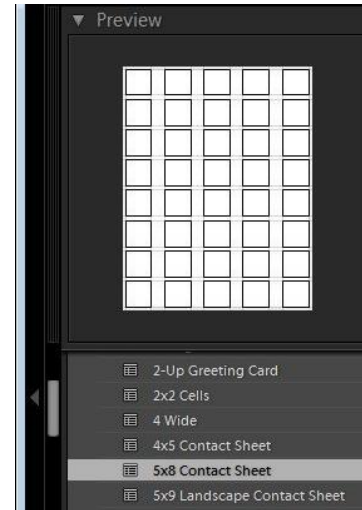 Preview
2-Up Greeting Card
2x2 Cells
4 Wide
4x5 Contact Sheet
5x8 Contact Sheet
5x9 Landscape Contact Sheet